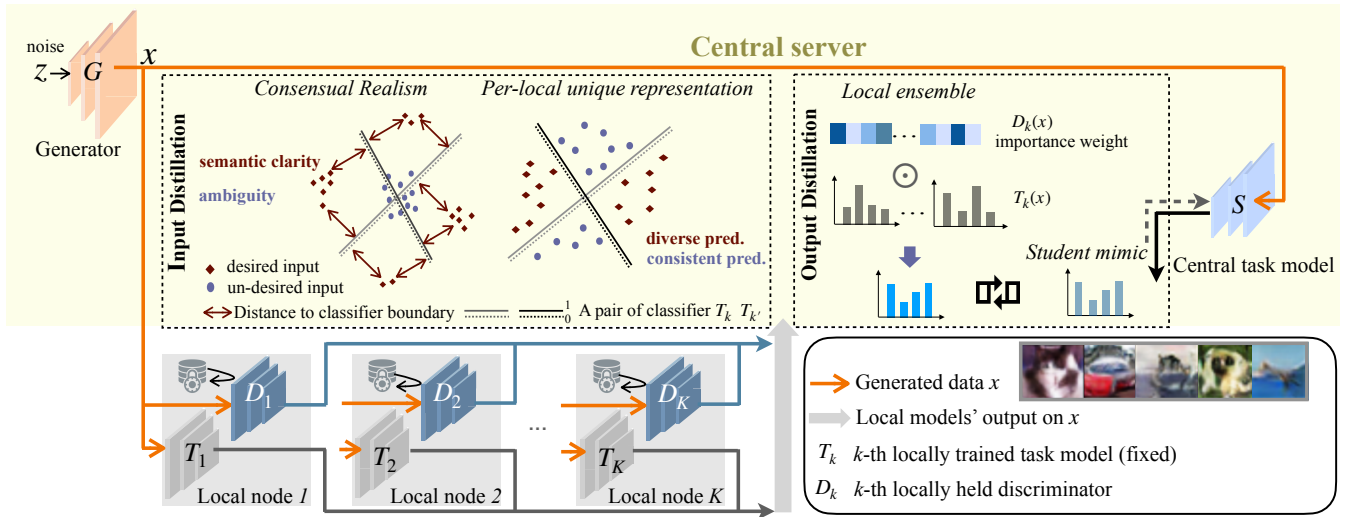 Central server
noise
z
G
x
Generator
Input Distillation
Consensual Realism
Per-local unique representation
semantic clarity
ambiguity
diverse pred.
consistent pred.
desired input
un-desired input
Distance to classifier boundary
1
0
A pair of classifier T_k T_k'
Output Distillation
Local ensemble
D_k(x)
importance weight
...
T_k(x)
...
Student mimic
S
Central task model
D_1
T_1
Local node 1
D_2
T_2
Local node 2
...
D_K
T_K
Local node K
Generated data x
Local models' output on x
T_k k-th locally trained task model (fixed)
D_k k-th locally held discriminator